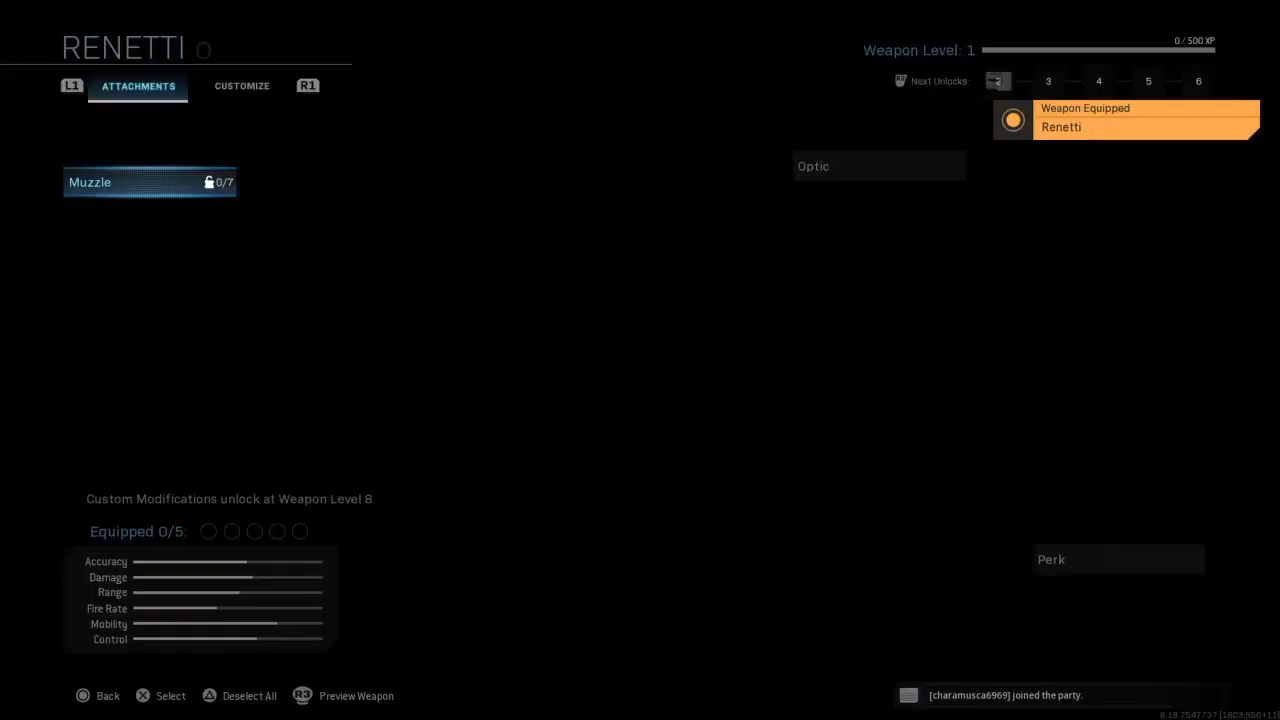 RENETTI
Weapon Level: 1
0 / 500 XP
L1 ATTACHMENTS CUSTOMIZE R1
Next Unlocks: 2 3 4 5 6
Weapon Equipped
Renetti
Muzzle 0/7
Optic
Custom Modifications unlock at Weapon Level 8
Equipped 0/5:
Accuracy
Damage
Range
Fire Rate
Mobility
Control
Perk
Back Select Deselect All R3 Preview Weapon
[charamusca6969] joined the party.